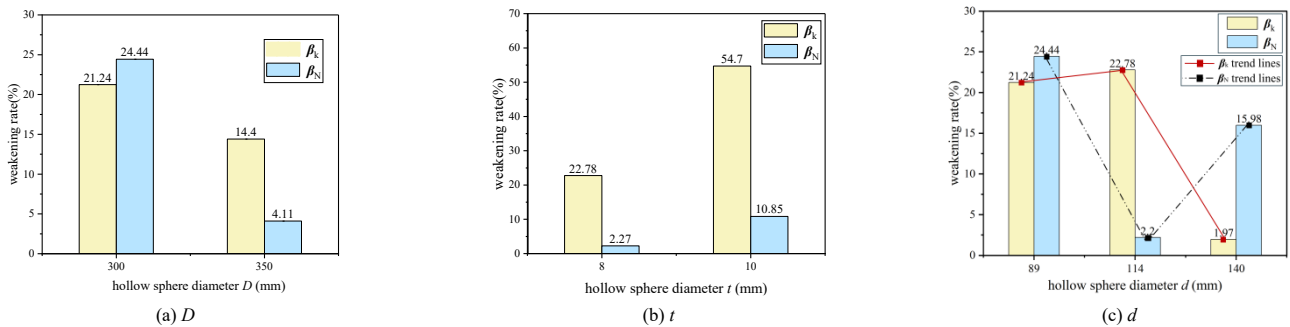 30
25
20
15
10
5
0
weakening rate(%)
21.24
24.44
14.4
4.11
βk
βN
300
350
hollow sphere diameter D (mm)
(a) D
70
60
50
40
30
20
10
0
weakening rate(%)
22.78
2.27
54.7
10.85
βk
βN
8
10
hollow sphere diameter t (mm)
(b) t
30
25
20
15
10
5
0
weakening rate(%)
21.24
24.44
22.78
2.2
1.97
15.98
βk
βN
βk trend lines
βN trend lines
89
114
140
hollow sphere diameter d (mm)
(c) d